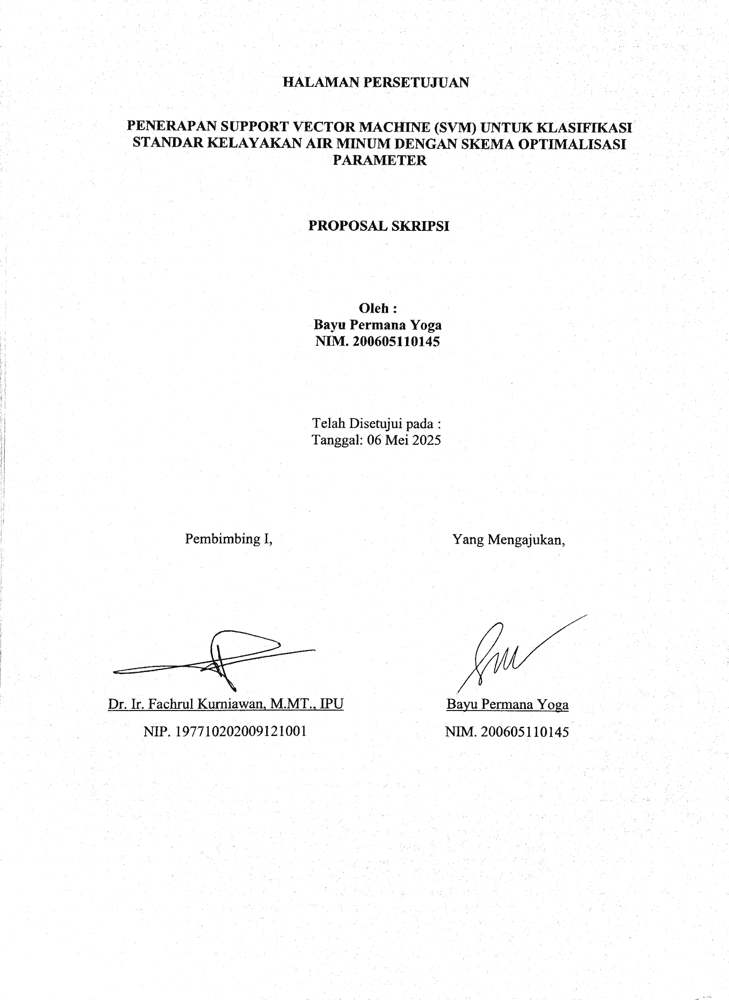 HALAMAN PERSETUJUAN
PENERAPAN SUPPORT VECTOR MACHINE (SVM) UNTUK KLASIFIKASI
STANDAR KELAYAKAN AIR MINUM DENGAN SKEMA OPTIMALISASI
PARAMETER
PROPOSAL SKRIPSI
Oleh :
Bayu Permana Yoga
NIM. 200605110145
Telah Disetujui pada :
Tanggal: 06 Mei 2025
Pembimbing I,
Yang Mengajukan,
Dr. Ir. Fachrul Kurniawan, M.MT., IPU
Bayu Permana Yoga
NIP. 197710202009121001
NIM. 200605110145